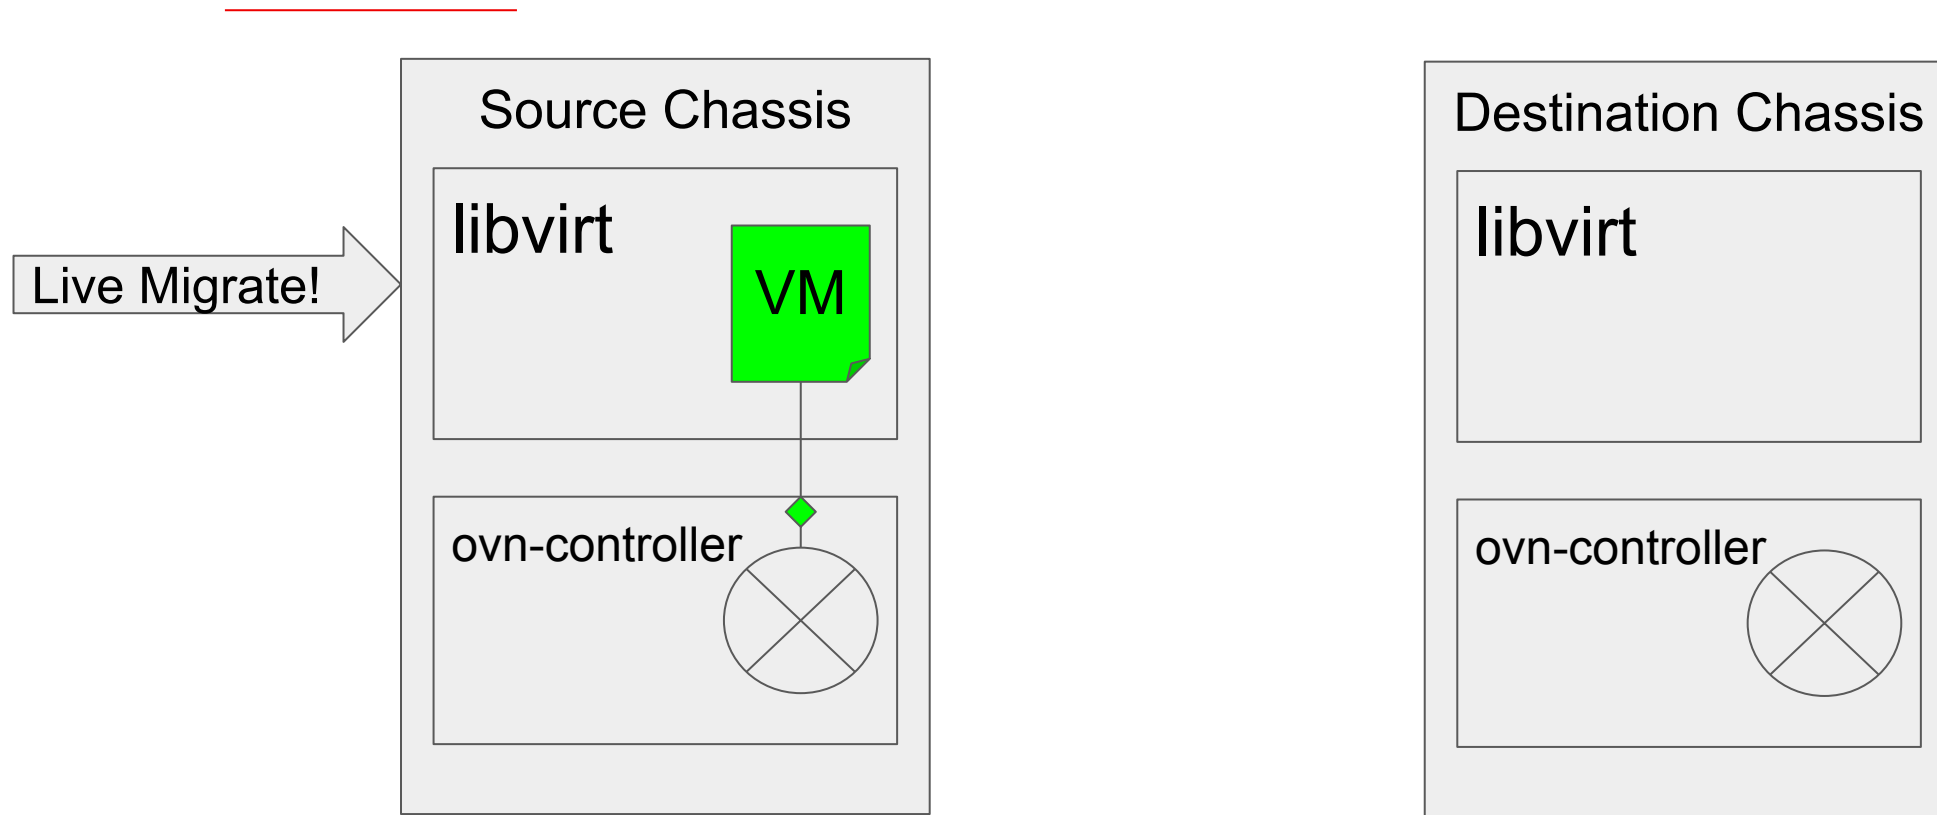 Source Chassis
libvirt
VM
Live Migrate!
ovn-controller
Destination Chassis
libvirt
ovn-controller